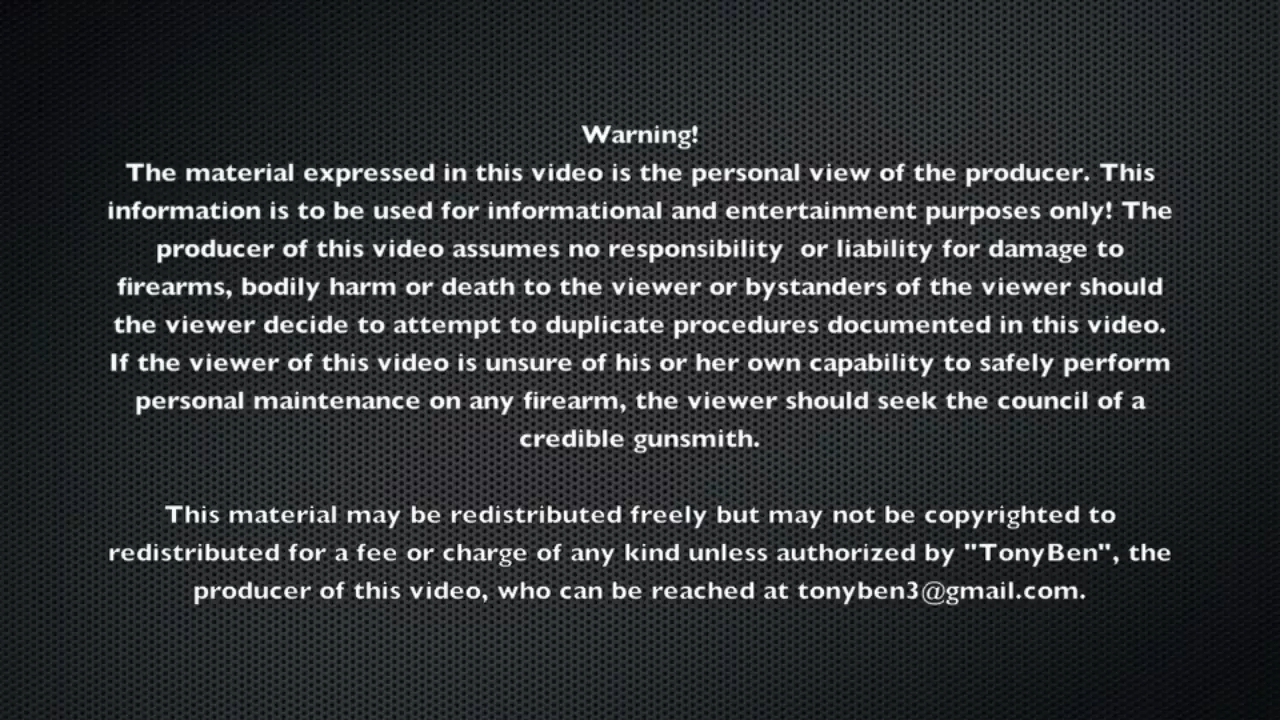 Warning!
The material expressed in this video is the personal view of the producer. This
information is to be used for informational and entertainment purposes only! The
producer of this video assumes no responsibility  or liability for damage to
firearms, bodily harm or death to the viewer or bystanders of the viewer should
the viewer decide to attempt to duplicate procedures documented in this video.
If the viewer of this video is unsure of his or her own capability to safely perform
personal maintenance on any firearm, the viewer should seek the council of a
credible gunsmith.
This material may be redistributed freely but may not be copyrighted to
redistributed for a fee or charge of any kind unless authorized by "TonyBen", the
producer of this video, who can be reached at tonyben3@gmail.com.